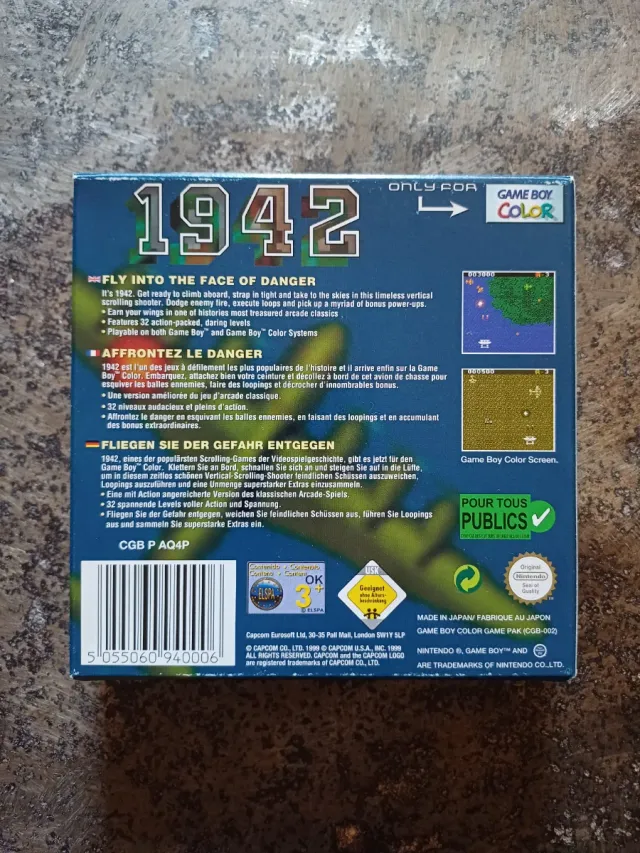 1942
ONLY FOR
GAME BOY
COLOR
FLY INTO THE FACE OF DANGER
It's 1942. Get ready to climb aboard, strap in tight and take to the skies in this timeless vertical
scrolling shooter. Dodge enemy fire, execute loops and pick up a myriad of bonus power-ups.
• Earn your wings in one of histories most treasured arcade classics
• Features 32 action-packed, daring levels
• Playable on both Game Boy™ and Game Boy™ Color Systems
AFFRONTEZ LE DANGER
1942 est l'un des jeux à défilement les plus populaires de l'histoire et il arrive enfin sur la Game
Boy™ Color. Embarquez, attachez bien votre ceinture et décollez à bord de cet avion de chasse pour
esquiver les balles ennemies, faire des loopings et décrocher d'innombrables bonus.
• Une version améliorée du jeu d'arcade classique.
• 32 niveaux audacieux et pleins d'action.
• Affrontez le danger en esquivant les balles ennemies, en faisant des loopings et en accumulant
des bonus extraordinaires.
FLIEGEN SIE DER GEFAHR ENTGEGEN
1942, eines der populärsten Scrolling-Games der Videospielgeschichte, gibt es jetzt für den
Game Boy™ Color. Klettern Sie an Bord, schnallen Sie sich an und steigen Sie auf in die Lüfte,
um in diesem zeitlos schönen Vertical-Scrolling-Shooter feindlichen Schüssen auszuweichen,
Loopings auszuführen und eine Unmenge superstarker Extras einzusammeln.
• Eine mit Action angereicherte Version des klassischen Arcade-Spiels.
• 32 spannende Levels voller Action und Spannung.
• Fliegen Sie der Gefahr entgegen, weichen Sie feindlichen Schüssen aus, führen Sie Loopings
aus und sammeln Sie superstarke Extras ein.
Game Boy Color Screen.
POUR TOUS
PUBLICS
CGB P AQ4P
5 055060 940006
Contenido Contenuto
Content Content
OK
3+
ELSPA
©ELSPA
USK
Geeignet
ohne Alters-
beschränkung
Original
Nintendo
Seal of
Quality
Capcom Eurosoft Ltd, 30-35 Pall Mall, London SW1Y 5LP
© CAPCOM CO., LTD. 1999 © CAPCOM U.S.A., INC. 1999
ALL RIGHTS RESERVED. CAPCOM and the CAPCOM LOGO
are registered trademarks of CAPCOM CO., LTD.
MADE IN JAPAN/ FABRIQUE AU JAPON
GAME BOY COLOR GAME PAK (CGB-002)
NINTENDO ®, GAME BOY™ AND
ARE TRADEMARKS OF NINTENDO CO.,LTD.